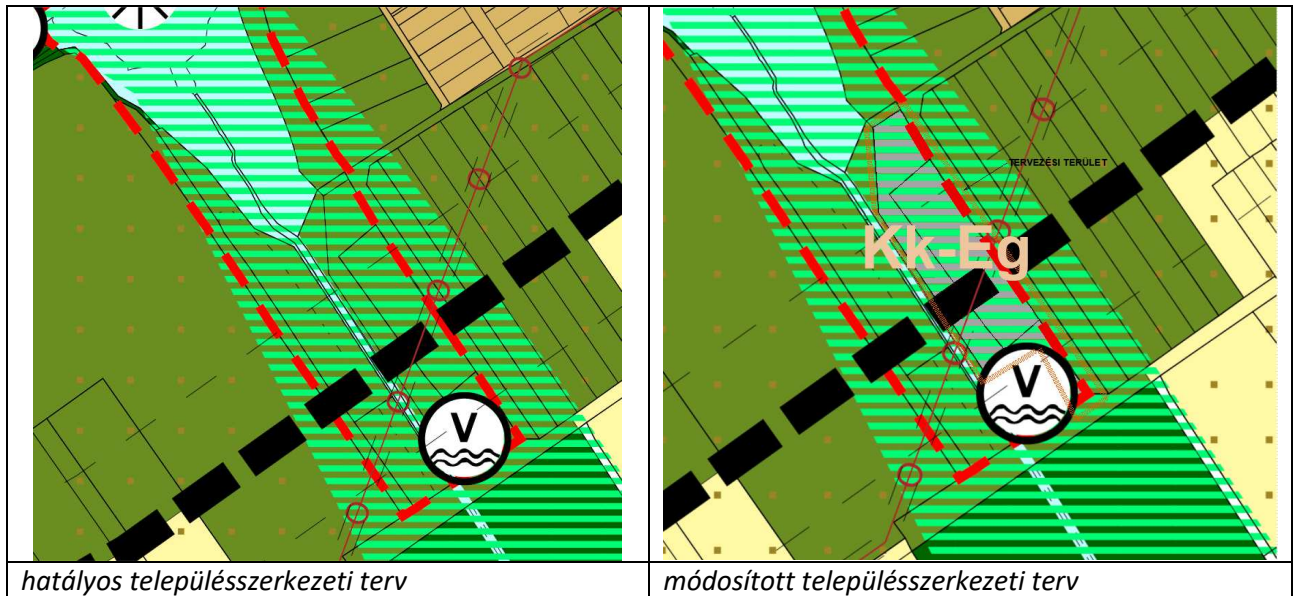 V
TERVEZÉSI TERÜLET
Kk-Eg
V
hatályos településszerkezeti terv
módosított településszerkezeti terv